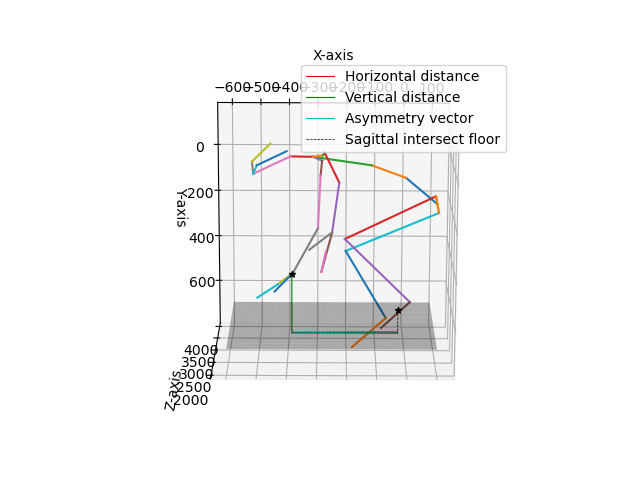 X-axis
−600 −500 −400 −300 −200 −100 0 100
Horizontal distance
Vertical distance
Asymmetry vector
Sagittal intersect floor
0
200
400
600
Y-axis
4000
3500
3000
2500
2000
Z-axis